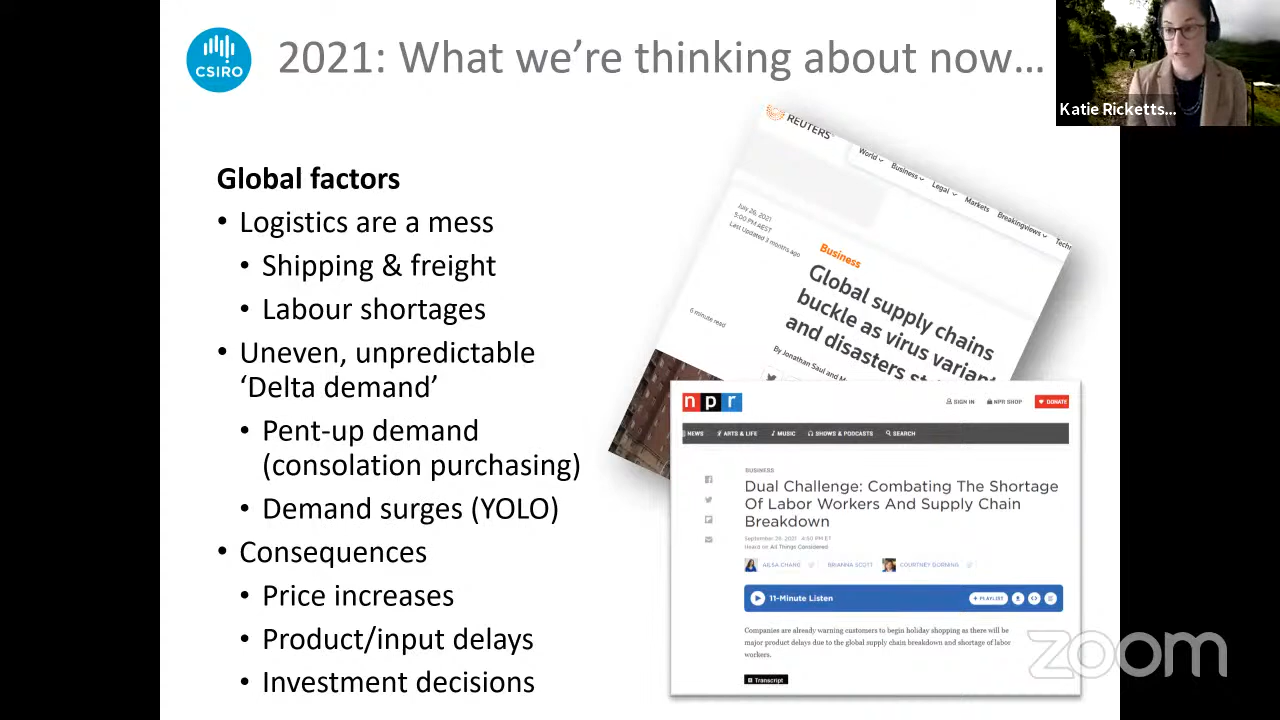 CSIRO
2021: What we're thinking about now...
Katie Ricketts...
Global factors
• Logistics are a mess
• Shipping & freight
• Labour shortages
• Uneven, unpredictable
'Delta demand'
• Pent-up demand
(consolation purchasing)
• Demand surges (YOLO)
• Consequences
• Price increases
• Product/input delays
• Investment decisions
REUTERS
World
Business
Legal
Markets
Breakingviews
July 26, 2021
5:00 PM AEST
Last Updated 3 months ago
Business
Global supply chains
buckle as virus variant
and disasters
6 minute read
By Jonathan Saul and
npr
SIGN IN
NPR SHOP
DONATE
NEWS
ARTS & LIFE
MUSIC
SHOWS & PODCASTS
SEARCH
BUSINESS
Dual Challenge: Combating The Shortage
Of Labor Workers And Supply Chain
Breakdown
4:50 PM ET
Heard on All Things Considered
AILSA CHANG
BRIANNA SCOTT
COURTNEY DORNING
11-Minute Listen
+ PLAYLIST
Companies are already warning customers to begin holiday shopping as there will be
major product delays due to the global supply chain breakdown and shortage of labor
workers.
Transcript
zoom